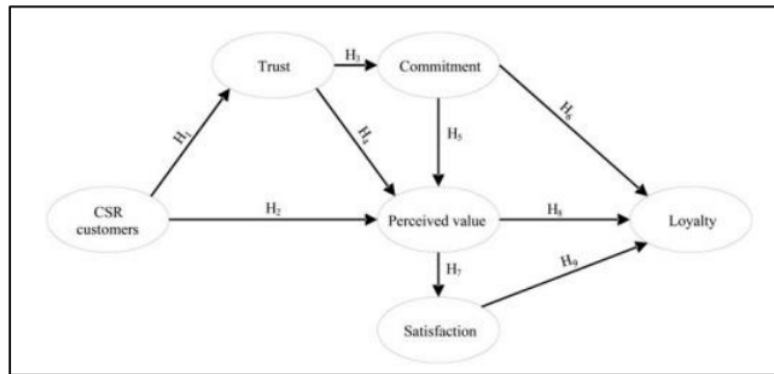 Trust
H₃
Commitment
H₁
H₄
H₅
H₆
CSR
customers
H₂
Perceived value
H₈
Loyalty
H₇
H₉
Satisfaction